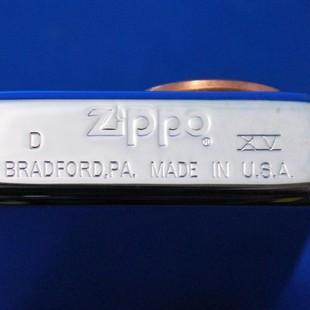 D Zippo ® XV
BRADFORD,PA. MADE IN U.S.A.